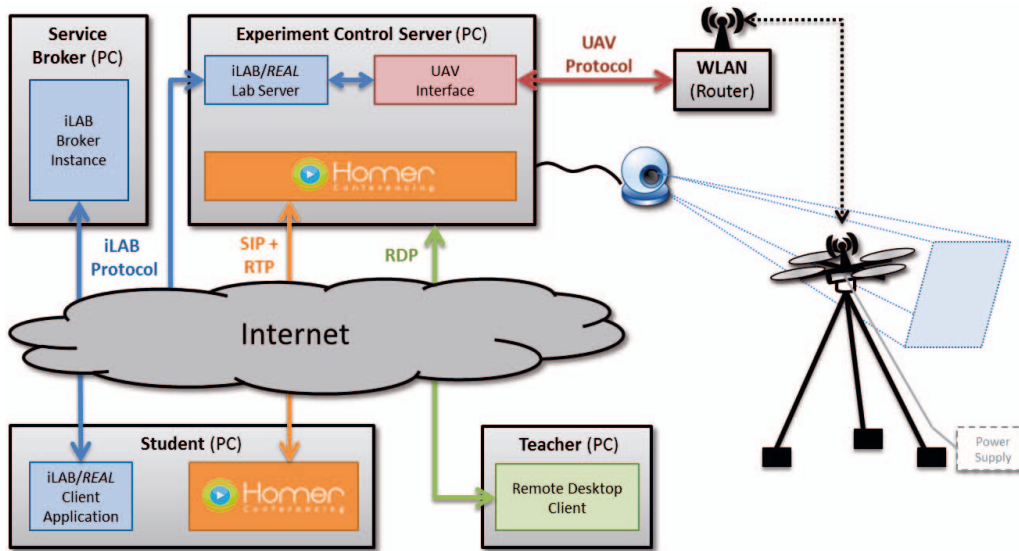 Service
Broker (PC)
iLAB
Broker
Instance
Experiment Control Server (PC)
iLAB/REAL
Lab Server
UAV
Interface
Homer
Conferencing
UAV
Protocol
WLAN
(Router)
iLAB
Protocol
SIP +
RTP
RDP
Internet
Student (PC)
iLAB/REAL
Client
Application
Homer
Conferencing
Teacher (PC)
Remote Desktop
Client
Power
Supply